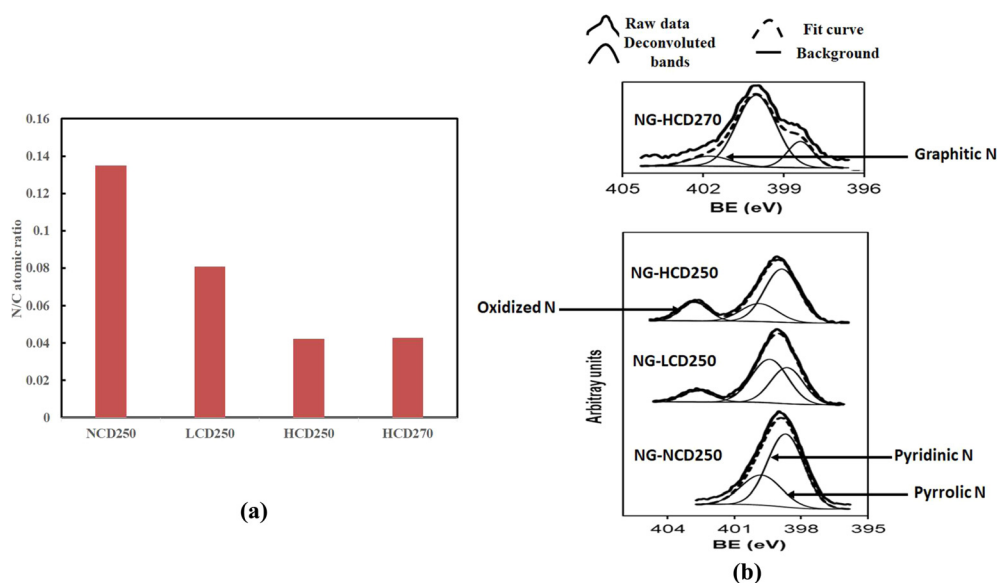 N/C atomic ratio
0.16
0.14
0.12
0.10
0.08
0.06
0.04
0.02
0
NCD250
LCD250
HCD250
HCD270
(a)
(b)
Raw data
Fit curve
Deconvoluted
bands
Background
NG-HCD270
Graphitic N
405
402
399
396
BE (eV)
Arbitray units
NG-HCD250
Oxidized N
NG-LCD250
NG-NCD250
Pyridinic N
Pyrrolic N
404
401
398
395
BE (eV)
(b)